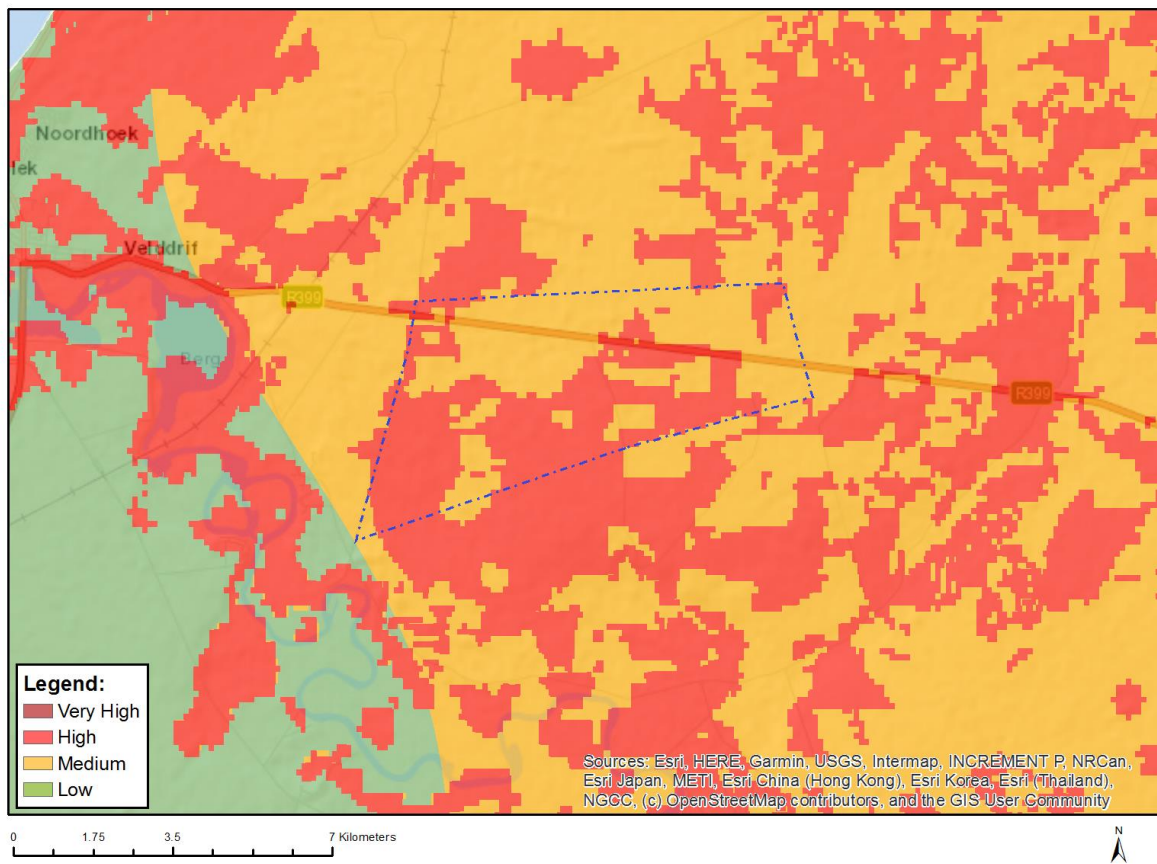 Noordhoek
lek
Velddrif
R399
Berg
R399
Legend:
Very High
High
Medium
Low
Sources: Esri, HERE, Garmin, USGS, Intermap, INCREMENT P, NRCan,
Esri Japan, METI, Esri China (Hong Kong), Esri Korea, Esri (Thailand),
NGCC, (c) OpenStreetMap contributors, and the GIS User Community
0 1.75 3.5 7 Kilometers
N